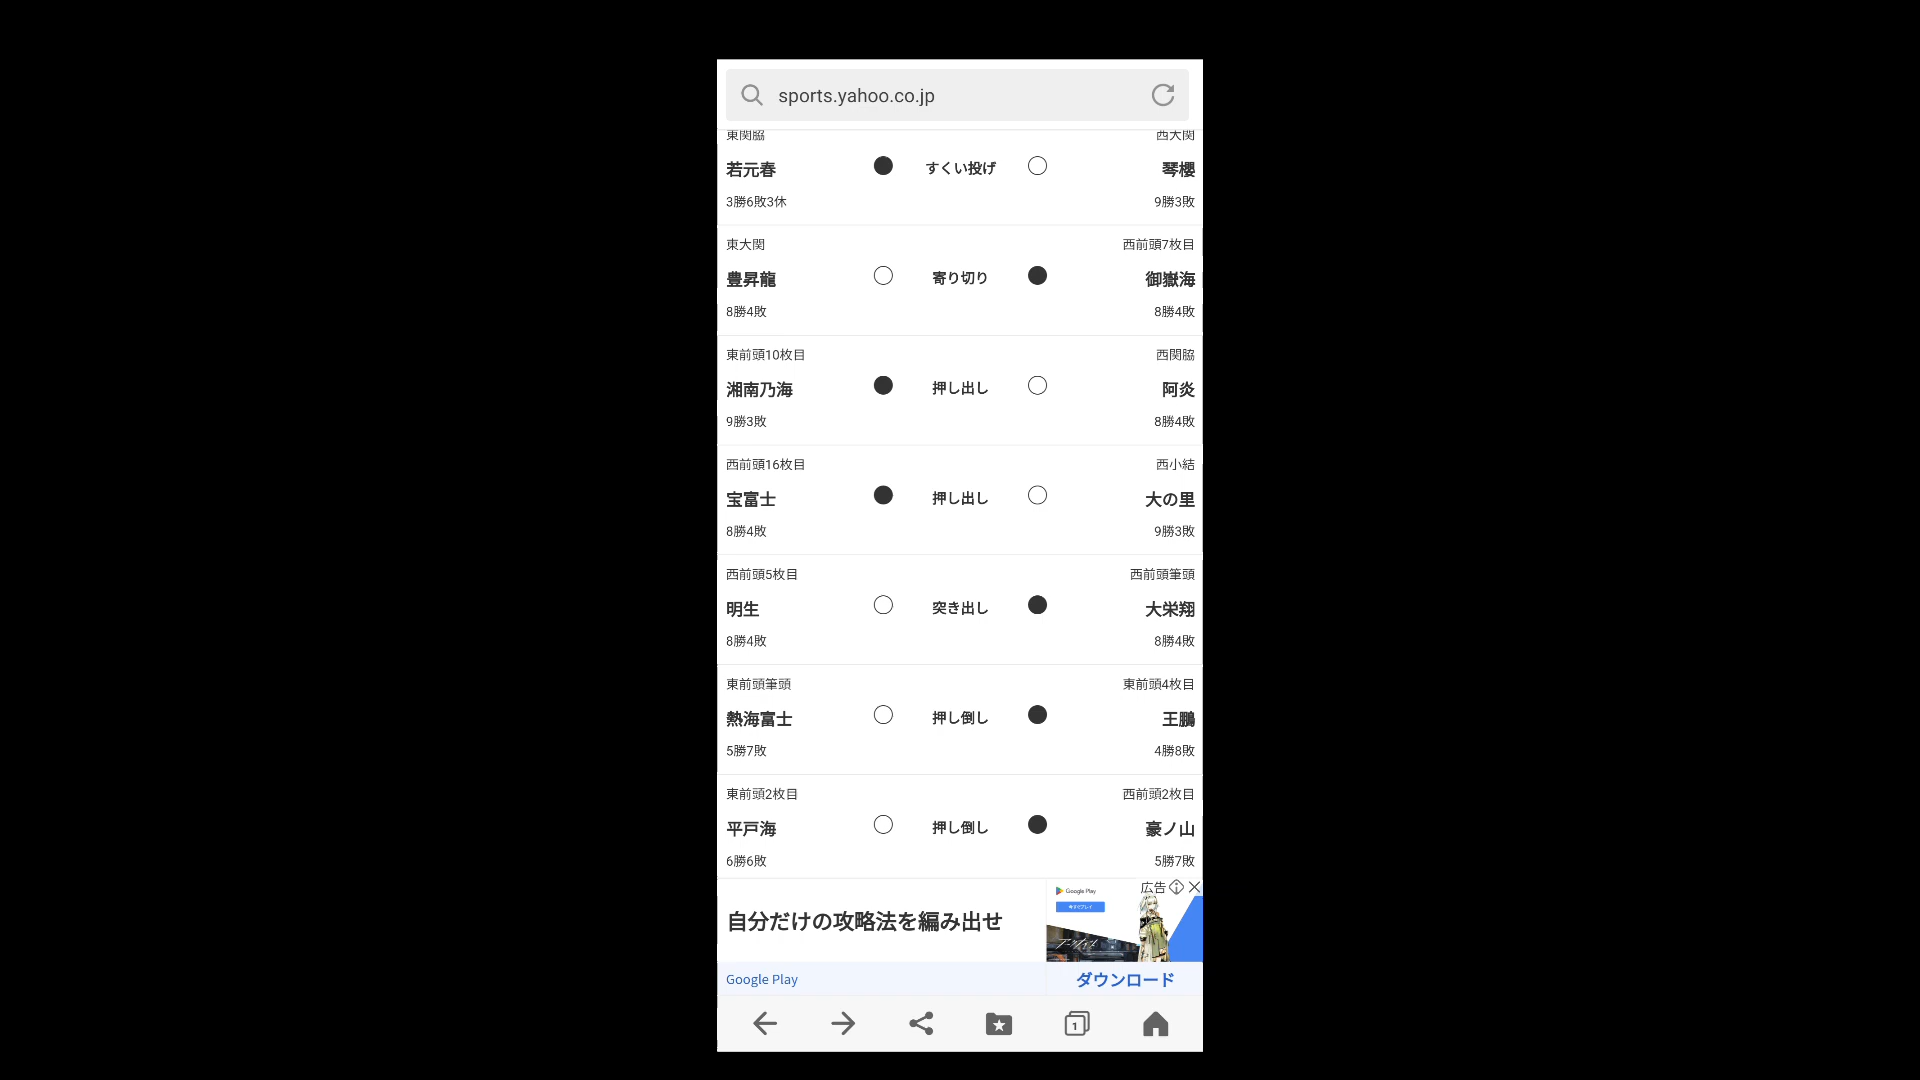 sports.yahoo.co.jp
東関脇 西大関
若元春 ● すくい投げ ○ 琴櫻
3勝6敗3休 9勝3敗
東大関 西前頭7枚目
豊昇龍 ○ 寄り切り ● 御嶽海
8勝4敗 8勝4敗
東前頭10枚目 西関脇
湘南乃海 ● 押し出し ○ 阿炎
9勝3敗 8勝4敗
西前頭16枚目 西小結
宝富士 ● 押し出し ○ 大の里
8勝4敗 9勝3敗
西前頭5枚目 西前頭筆頭
明生 ○ 突き出し ● 大栄翔
8勝4敗 8勝4敗
東前頭筆頭 東前頭4枚目
熱海富士 ○ 押し倒し ● 王鵬
5勝7敗 4勝8敗
東前頭2枚目 西前頭2枚目
平戸海 ○ 押し倒し ● 豪ノ山
6勝6敗 5勝7敗
広告
Google Play
今すぐプレイ
自分だけの攻略法を編み出せ
Google Play ダウンロード
1